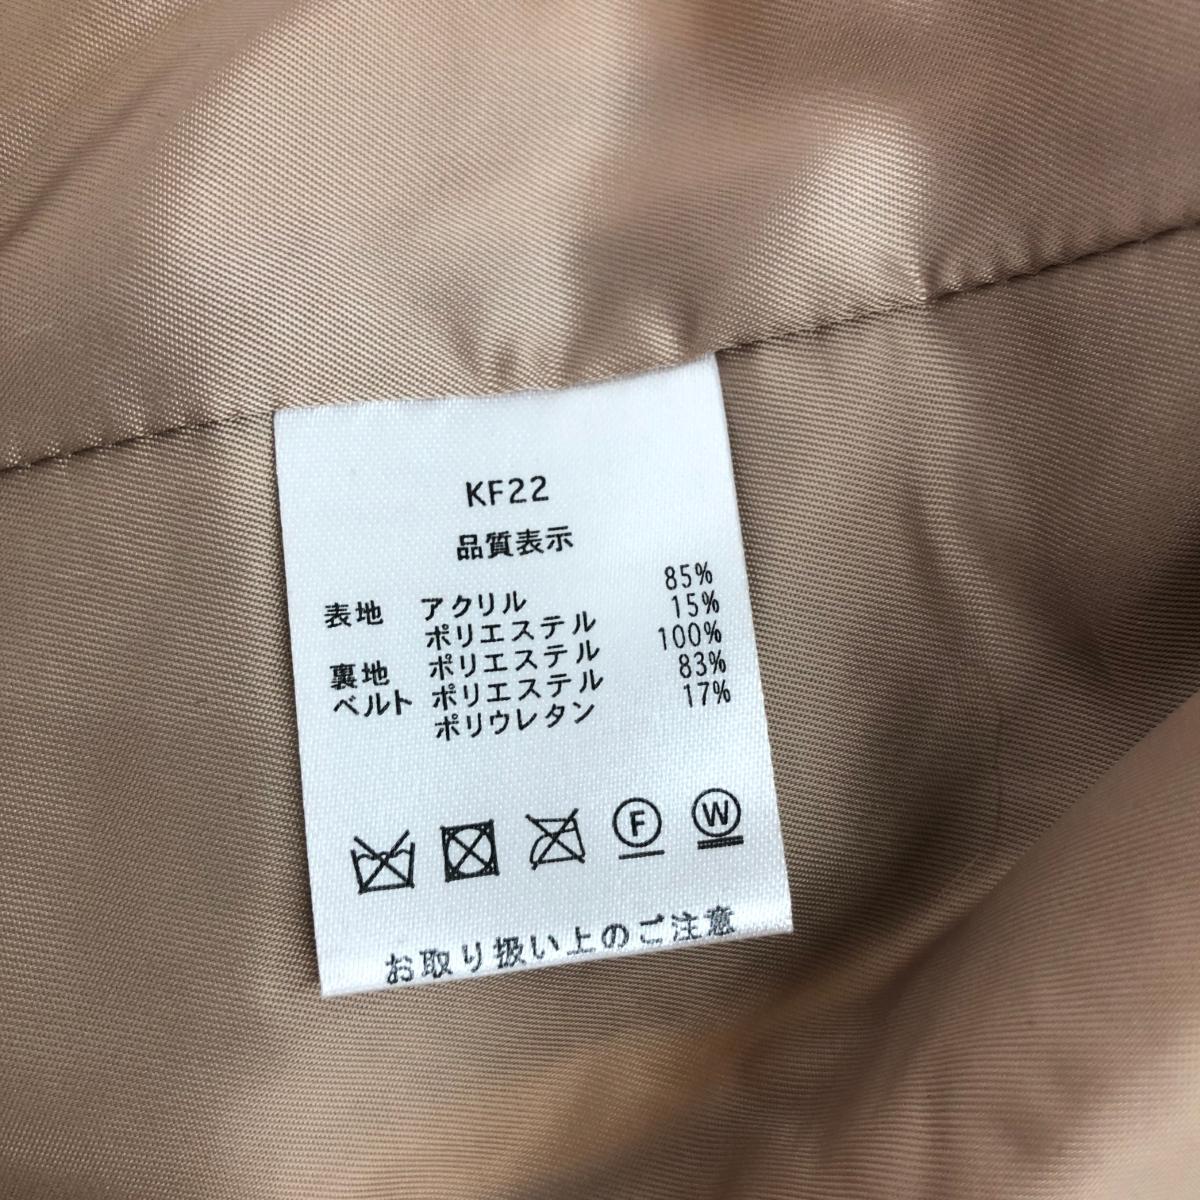 KF22
品質表示
表地 アクリル 85%
ポリエステル 15%
裏地 ポリエステル 100%
ベルト ポリエステル 83%
ポリウレタン 17%
F W
お取り扱い上のご注意